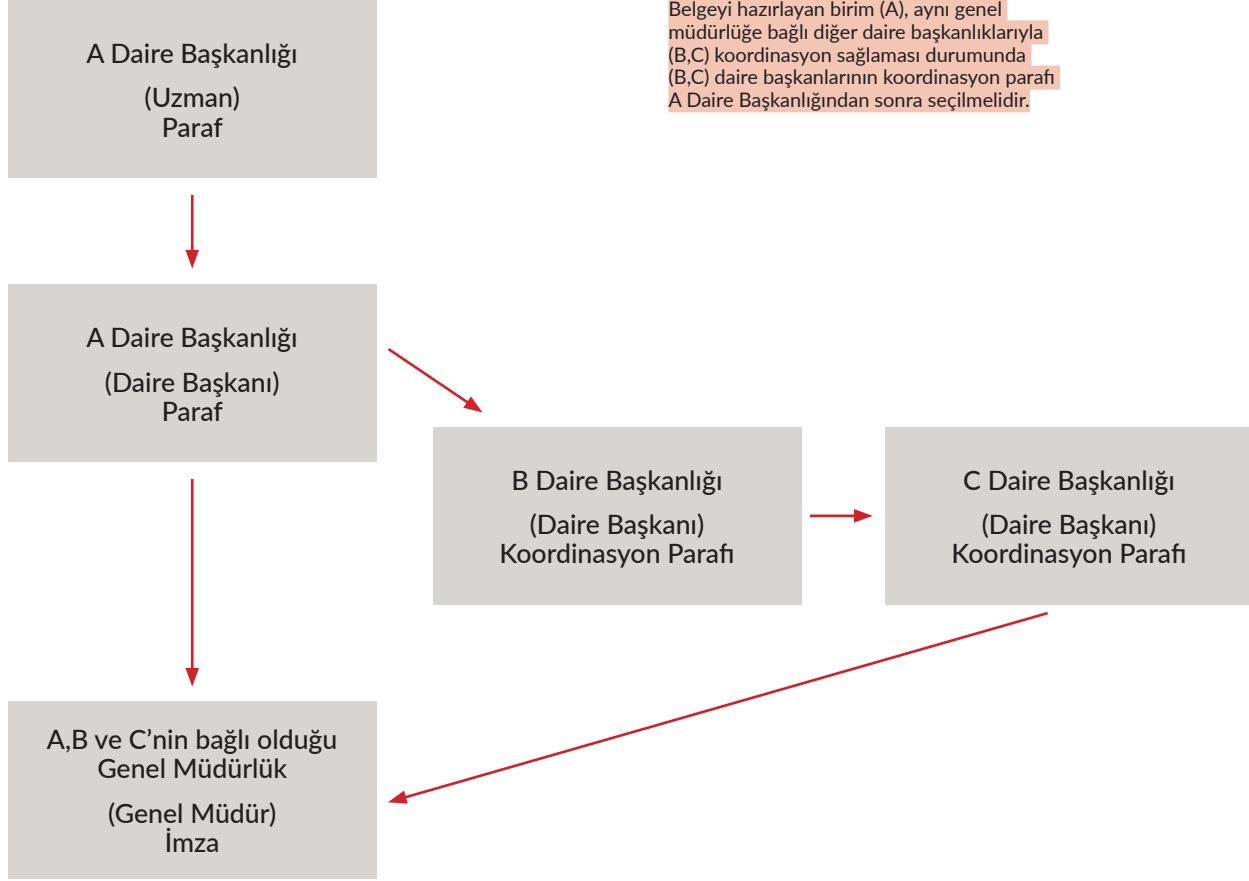 A Daire Başkanlığı
(Uzman)
Paraf
Belgeyi hazırlayan birim (A), aynı genel
müdürlüğe bağlı diğer daire başkanlıklarıyla
(B,C) koordinasyon sağlaması durumunda
(B,C) daire başkanlarının koordinasyon parafı
A Daire Başkanlığından sonra seçilmelidir.
A Daire Başkanlığı
(Daire Başkanı)
Paraf
B Daire Başkanlığı
(Daire Başkanı)
Koordinasyon Parafı
C Daire Başkanlığı
(Daire Başkanı)
Koordinasyon Parafı
A,B ve C’nin bağlı olduğu
Genel Müdürlük
(Genel Müdür)
İmza